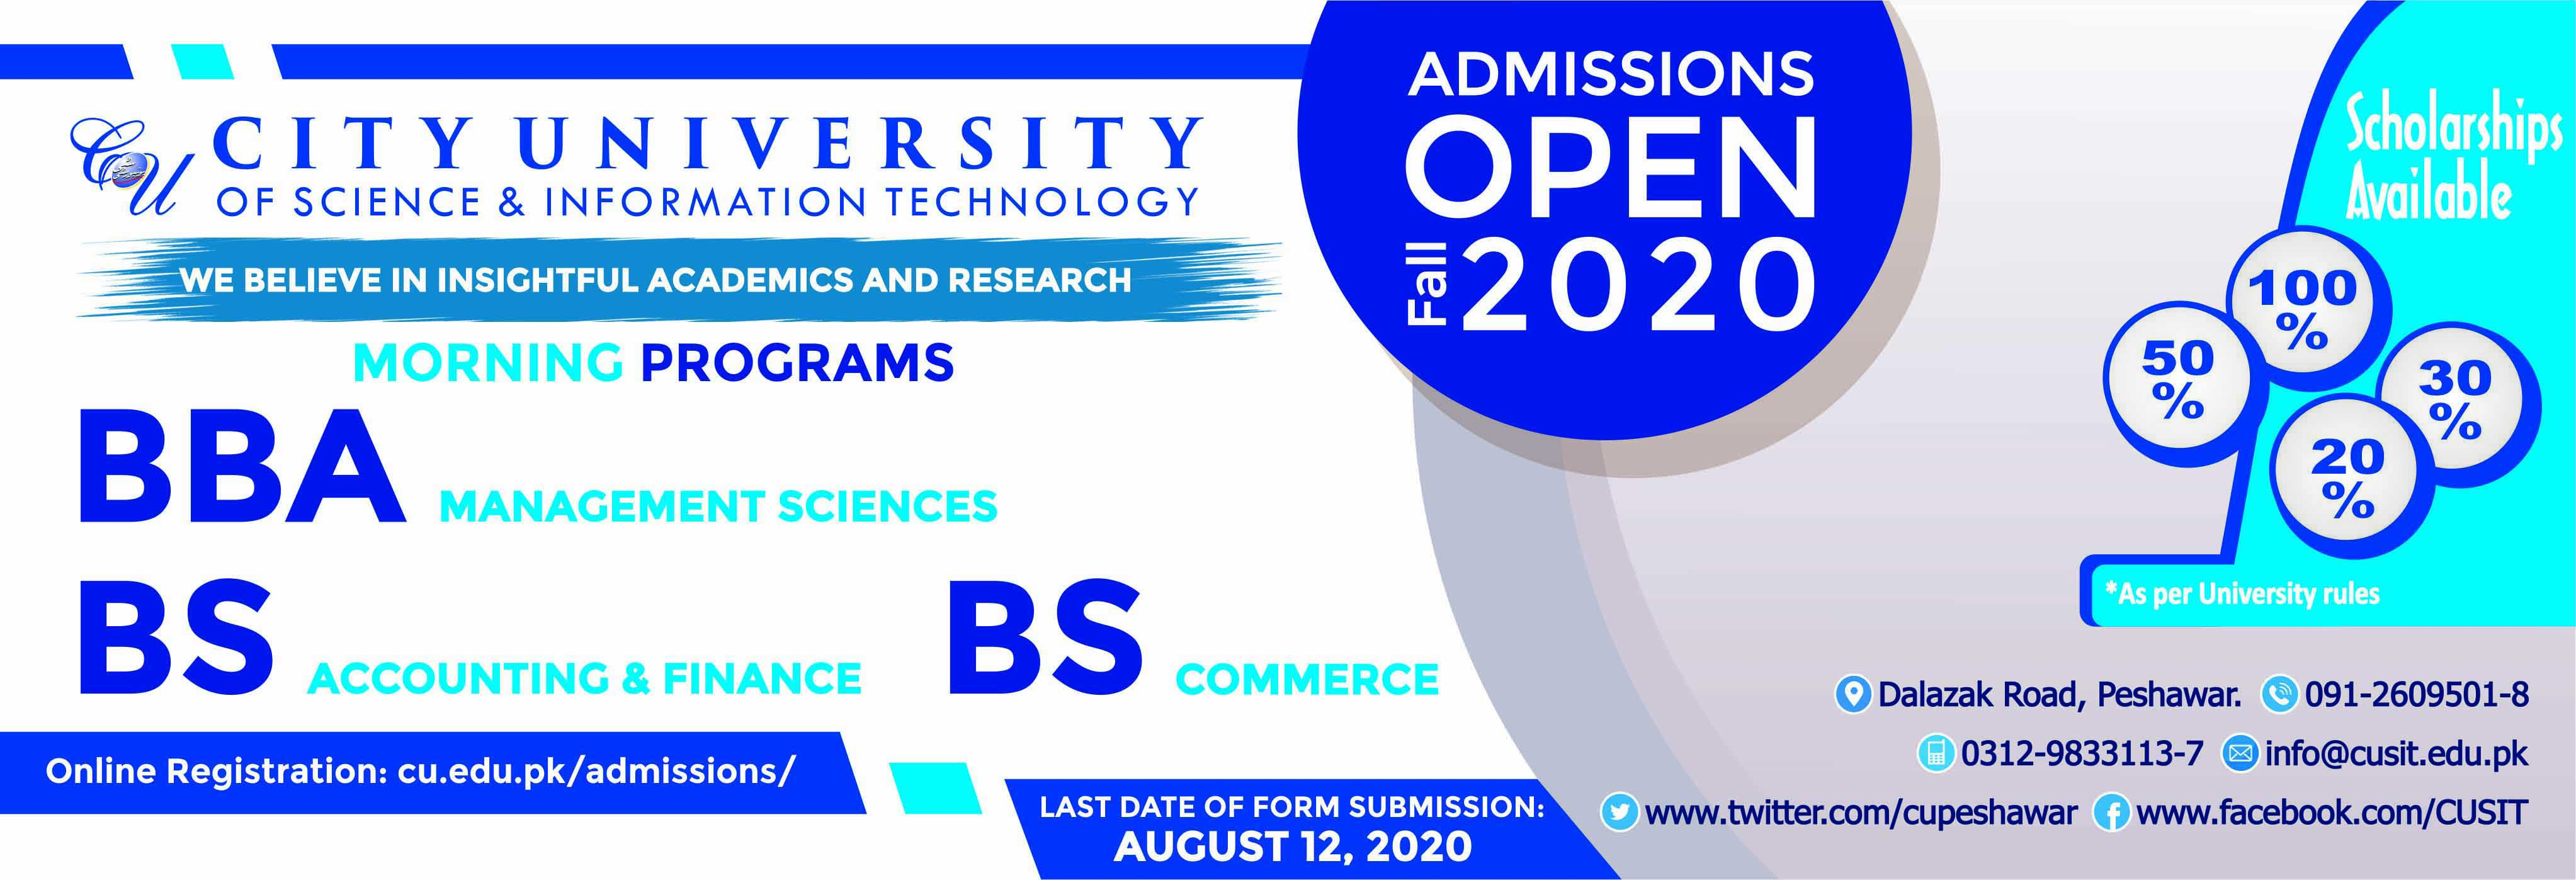 CU
CITY UNIVERSITY
OF SCIENCE & INFORMATION TECHNOLOGY
WE BELIEVE IN INSIGHTFUL ACADEMICS AND RESEARCH
MORNING PROGRAMS
BBA MANAGEMENT SCIENCES
BS ACCOUNTING & FINANCE
BS COMMERCE
Online Registration: cu.edu.pk/admissions/
LAST DATE OF FORM SUBMISSION:
AUGUST 12, 2020
ADMISSIONS
OPEN
Fall 2020
Scholarships
Available
100
%
50
%
30
%
20
%
*As per University rules
Dalazak Road, Peshawar. 091-2609501-8
0312-9833113-7 info@cusit.edu.pk
www.twitter.com/cupeshawar www.facebook.com/CUSIT